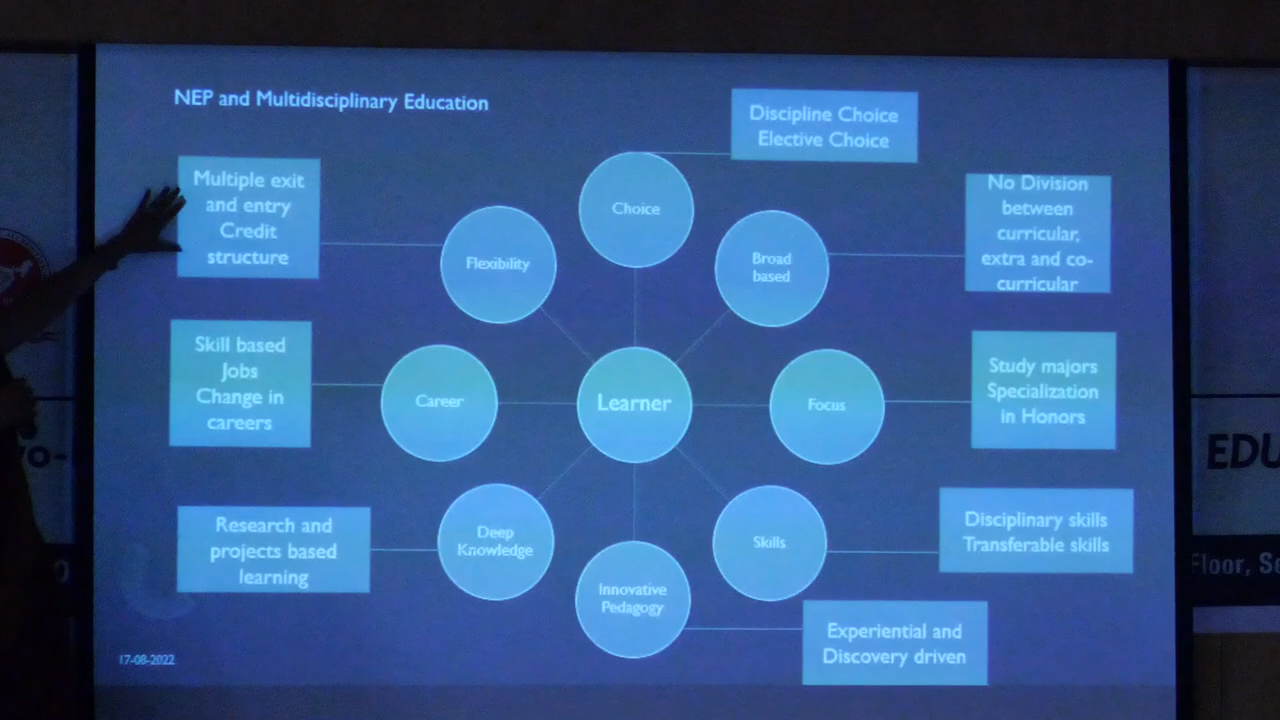 NEP and Multidisciplinary Education
Discipline Choice
Elective Choice
Multiple exit
and entry
Credit
structure
Choice
No Division
between
curricular,
extra and co-
curricular
Flexibility
Broad
based
Skill based
Jobs
Change in
careers
Career
Learner
Focus
Study majors
Specialization
in Honors
Research and
projects based
learning
Deep
Knowledge
Skills
Disciplinary skills
Transferable skills
Innovative
Pedagogy
Experiential and
Discovery driven
17-08-2022
EDU
Floor, Se